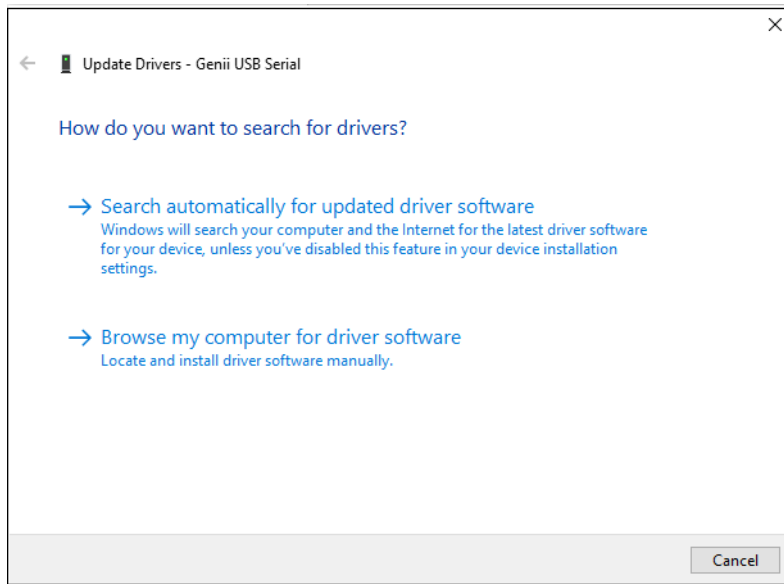 Update Drivers - Genii USB Serial
How do you want to search for drivers?
Search automatically for updated driver software
Windows will search your computer and the Internet for the latest driver software
for your device, unless you've disabled this feature in your device installation
settings.
Browse my computer for driver software
Locate and install driver software manually.
Cancel